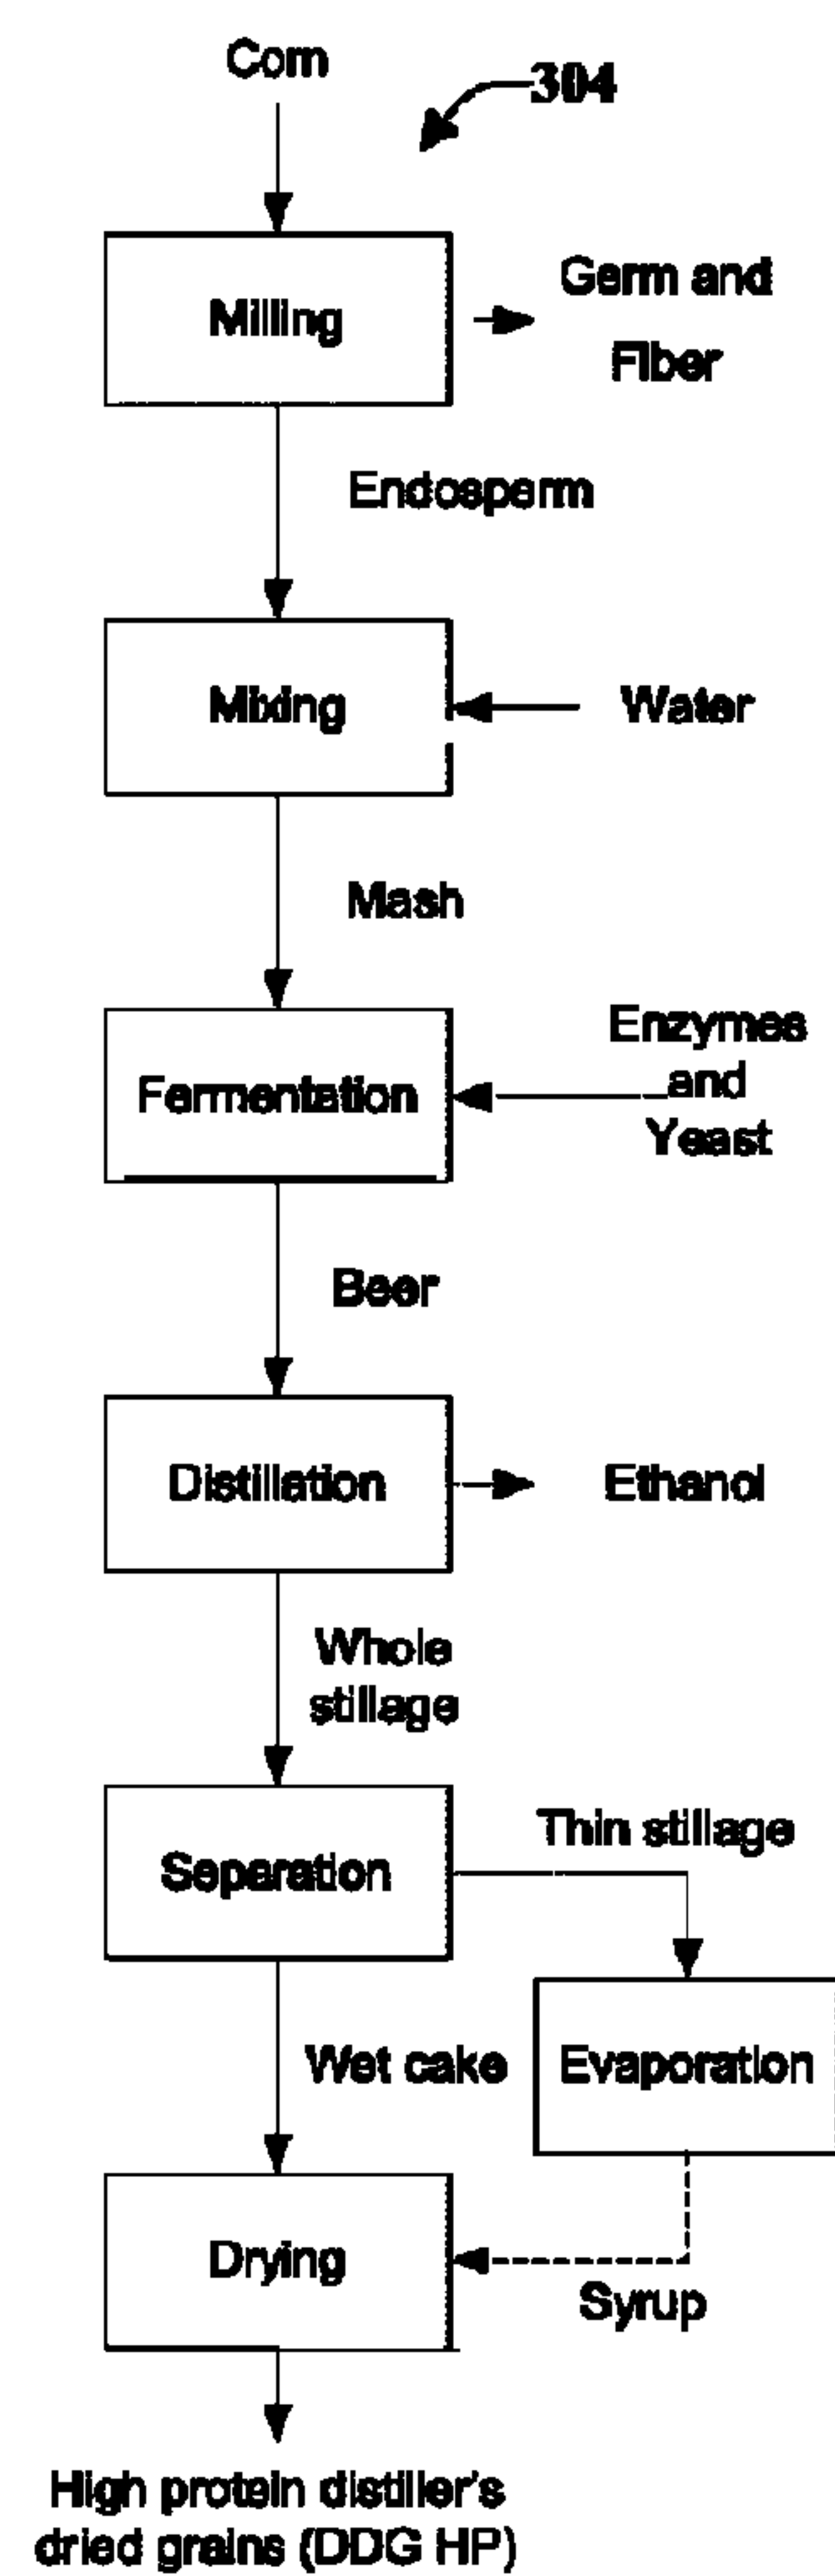 Corn
304
Milling
Germ and
Fiber
Endosperm
Mixing
Water
Mash
Fermentation
Enzymes
and
Yeast
Beer
Distillation
Ethanol
Whole
stillage
Separation
Thin stillage
Wet cake
Evaporation
Drying
Syrup
High protein distiller's
dried grains (DDG HP)